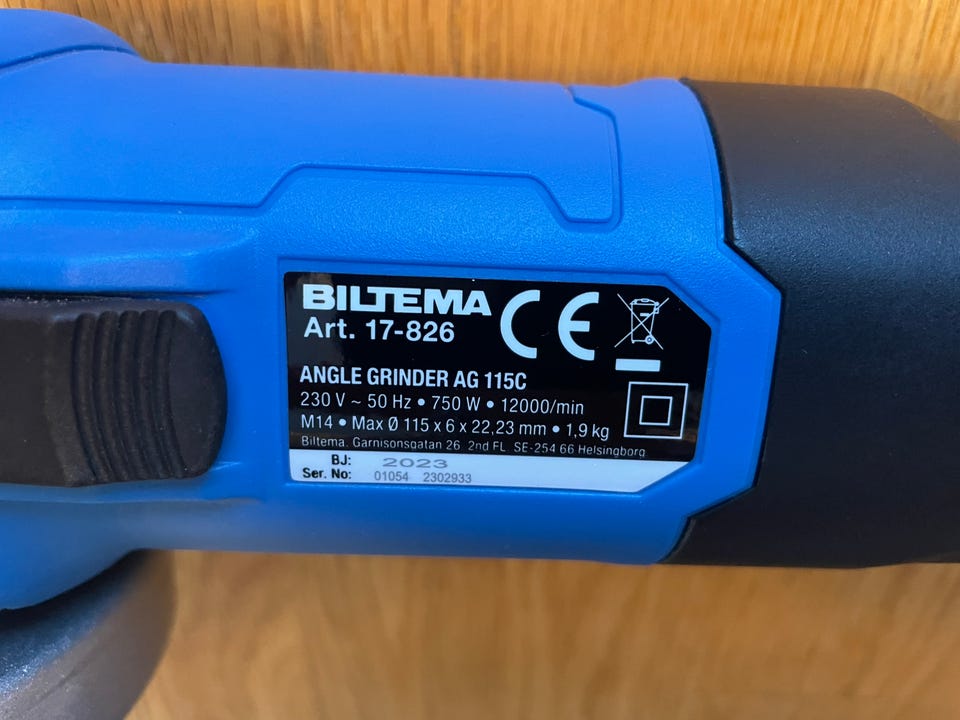 BILTEMA
Art. 17-826
CE
ANGLE GRINDER AG 115C
230 V ~ 50 Hz • 750 W • 12000/min
M14 • Max Ø 115 x 6 x 22,23 mm • 1,9 kg
Biltema. Garnisonsgatan 26 2nd FL. SE-254 66 Helsingborg
BJ: 2023
Ser. No: 01054 2302933